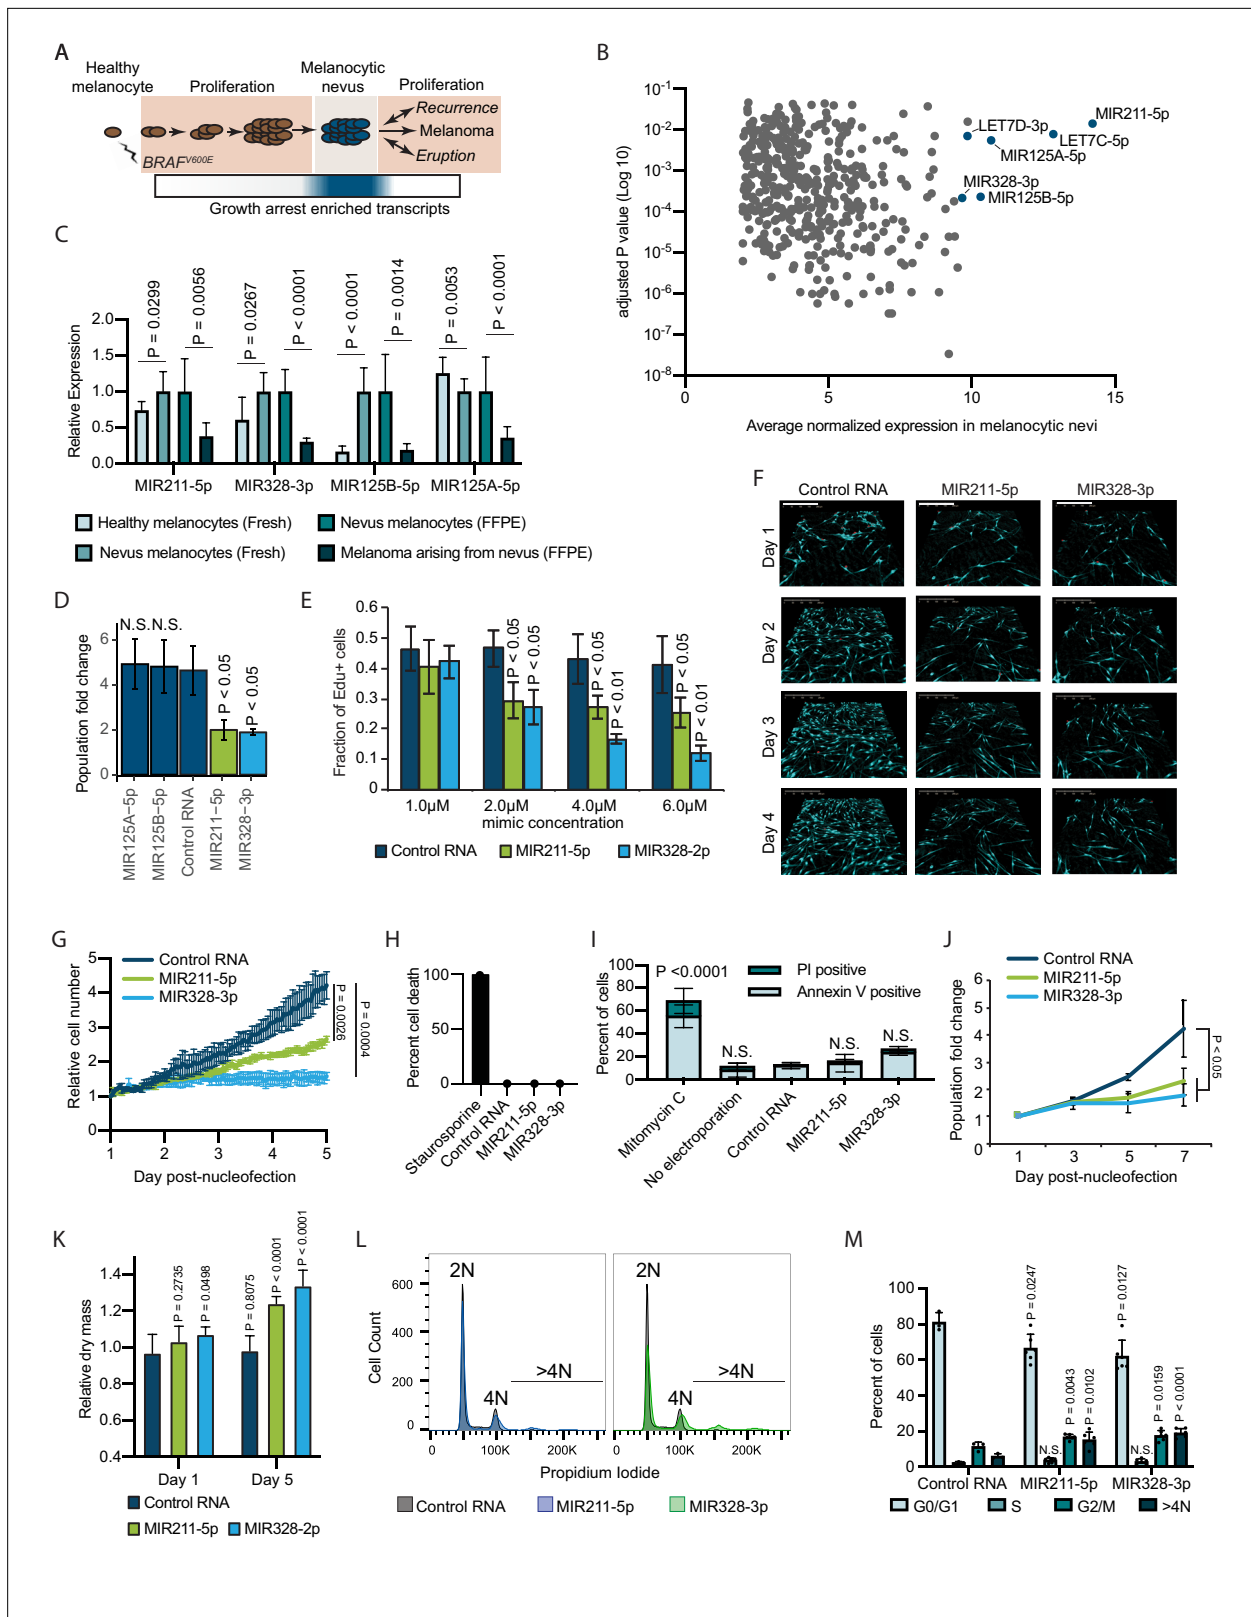 A
Healthy
melanocyte
Proliferation
Melanocytic
nevus
Proliferation
Recurrence
Melanoma
Eruption
BRAFV600E
Growth arrest enriched transcripts
B
adjusted P value (Log 10)
10-1
10-2
10-3
10-4
10-5
10-6
10-7
10-8
MIR211-5p
LET7D-3p
LET7C-5p
MIR125A-5p
MIR328-3p
MIR125B-5p
0 5 10 15
Average normalized expression in melanocytic nevi
C
P = 0.0299
P = 0.0056
P = 0.0267
P < 0.0001
P < 0.0001
P = 0.0014
P = 0.0053
P < 0.0001
Relative Expression
2.0
1.5
1.0
0.5
0.0
MIR211-5p MIR328-3p MIR125B-5p MIR125A-5p
Healthy melanocytes (Fresh)
Nevus melanocytes (FFPE)
Nevus melanocytes (Fresh)
Melanoma arising from nevus (FFPE)
D
Population fold change
6
4
2
0
N.S. N.S.
P < 0.05
P < 0.05
MIR125A-5p
MIR125B-5p
Control RNA
MIR211-5p
MIR328-3p
E
Fraction of Edu+ cells
0.6
0.5
0.4
0.3
0.2
0.1
0
P < 0.05
P < 0.05
P < 0.05
P < 0.01
P < 0.05
P < 0.01
1.0µM 2.0µM 4.0µM 6.0µM
mimic concentration
Control RNA MIR211-5p MIR328-2p
F
Control RNA MIR211-5p MIR328-3p
Day 1
Day 2
Day 3
Day 4
G
Relative cell number
5
4
3
2
1
0
Control RNA
MIR211-5p
MIR328-3p
P = 0.0026
P = 0.0004
1 2 3 4 5
Day post-nucleofection
H
Percent cell death
100
50
0
Staurosporine
Control RNA
MIR211-5p
MIR328-3p
I
Percent of cells
100
80
60
40
20
0
P <0.0001
PI positive
Annexin V positive
N.S.
N.S.
N.S.
Mitomycin C
No electroporation
Control RNA
MIR211-5p
MIR328-3p
J
Population fold change
6
5
4
3
2
1
0
Control RNA
MIR211-5p
MIR328-3p
P < 0.05
1 3 5 7
Day post-nucleofection
K
Relative dry mass
1.4
1.2
1.0
0.8
0.6
0.4
P = 0.2735
P = 0.0498
P = 0.8075
P < 0.0001
P < 0.0001
Day 1 Day 5
Control RNA
MIR211-5p MIR328-2p
L
Cell Count
600
400
200
0
2N
4N
>4N
2N
4N
>4N
0 100K 200K
0 100K 200K
Propidium Iodide
Control RNA MIR211-5p MIR328-3p
M
Percent of cells
100
80
60
40
20
0
P = 0.0247
N.S.
P = 0.0043
P = 0.0102
P = 0.0127
N.S.
P = 0.0159
P < 0.0001
Control RNA MIR211-5p MIR328-3p
G0/G1 S G2/M >4N